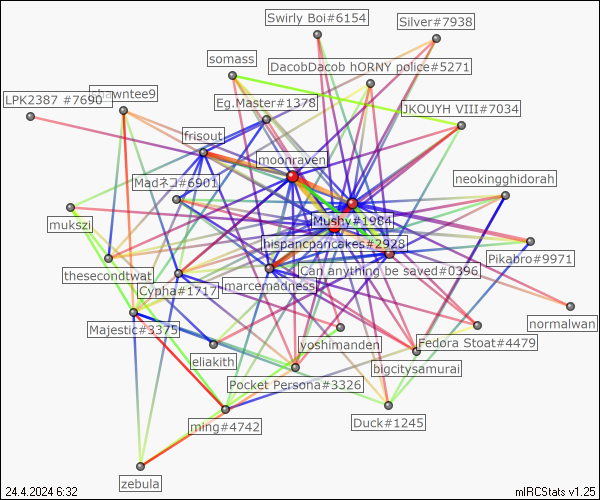 Swirly Boi#6154
Silver#7938
somass
DacobDacob hORNY police#5271
LPK2387 #7690
shawntee9
Eg.Master#1378
JKOUYH VIII#7034
frisout
moonraven
Madネコ#6901
neokingghidorah
mukszi
Mushy#1984
hispancpancakes#2928
Pikabro#9971
thesecondtwat
Can anything be saved#0396
Cypha#1717
marcemadness
normalwan
Majestic#3375
yoshimanden
Fedora Stoat#4479
eliakith
bigcitysamurai
Pocket Persona#3326
ming#4742
Duck#1245
zebula
24.4.2024 6:32
mIRCStats v1.25